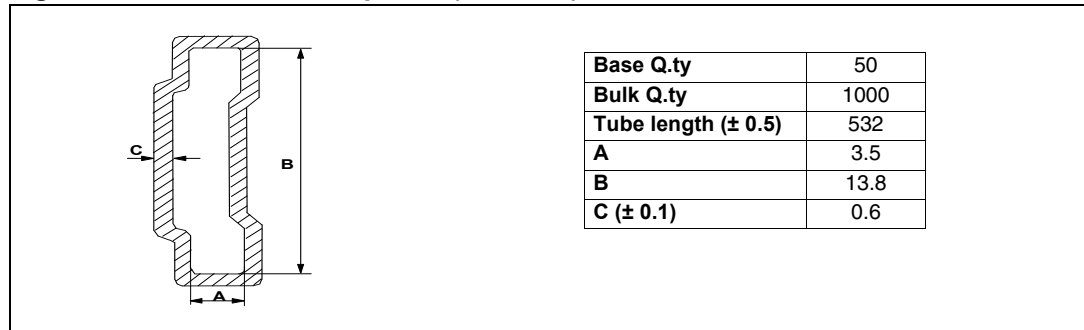 C
B
A
Base Q.ty 50
Bulk Q.ty 1000
Tube length (± 0.5) 532
A 3.5
B 13.8
C (± 0.1) 0.6